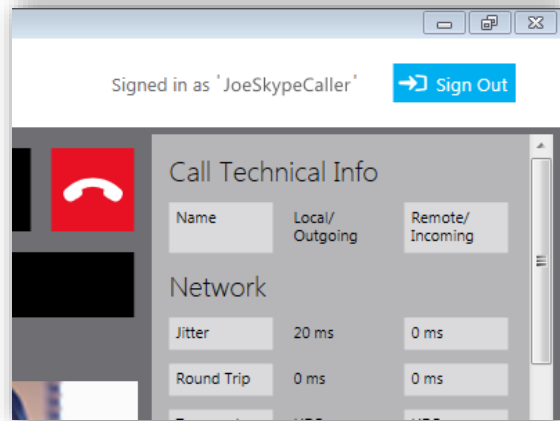 Signed in as 'JoeSkypeCaller'
Sign Out
Call Technical Info
Name
Local/
Outgoing
Remote/
Incoming
Network
Jitter
20 ms
0 ms
Round Trip
0 ms
0 ms